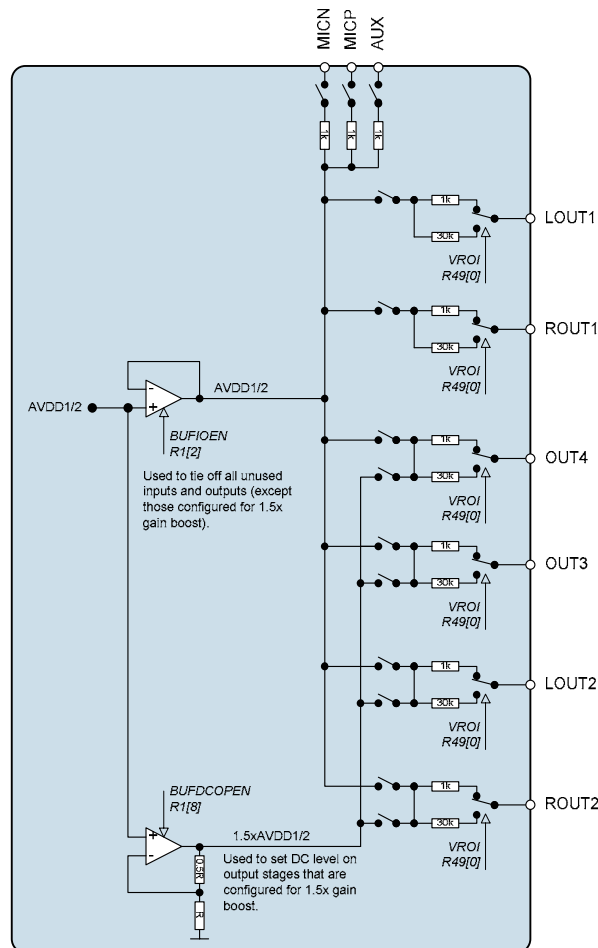 MICN
MICP
AUX
1k
1k
1k
1k
30k
LOUT1
VROI
R49[0]
1k
30k
ROUT1
VROI
R49[0]
AVDD1/2
-
+
AVDD1/2
BUFIOEN
R1[2]
Used to tie off all unused
inputs and outputs (except
those configured for 1.5x
gain boost).
1k
30k
OUT4
VROI
R49[0]
1k
30k
OUT3
VROI
R49[0]
1k
30k
LOUT2
VROI
R49[0]
1k
30k
ROUT2
VROI
R49[0]
BUFDCOPEN
R1[8]
+
-
1.5xAVDD1/2
0.5R
R
Used to set DC level on
output stages that are
configured for 1.5x gain
boost.